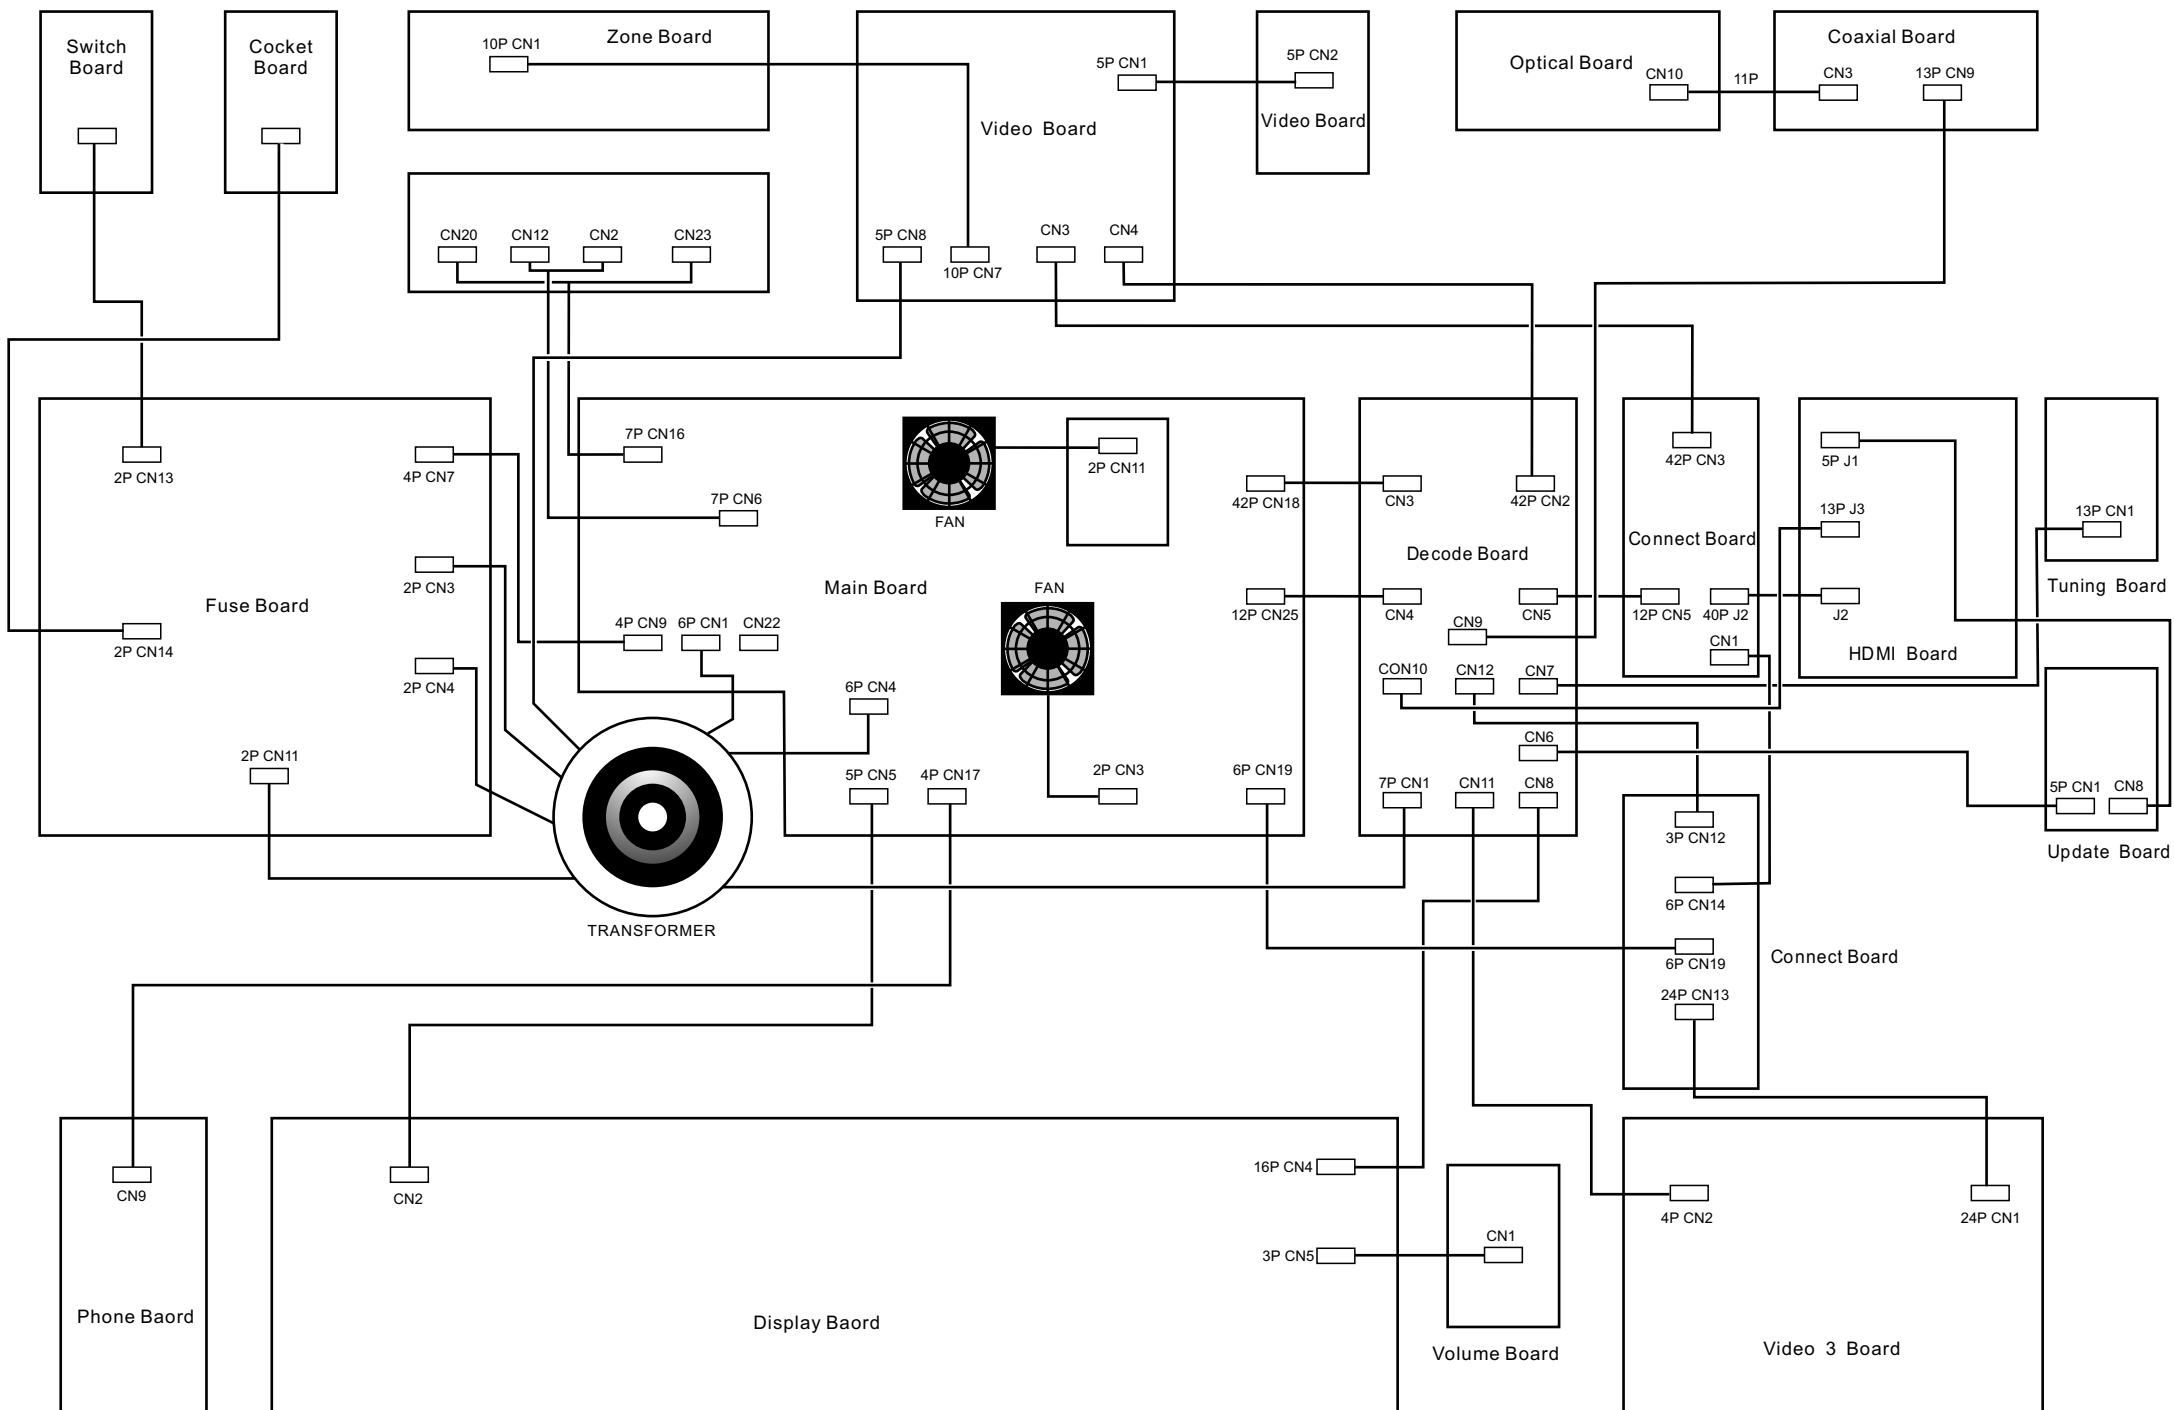 Switch
Board
Cocket
Board
10P CN1
Zone Board
5P CN1
Video Board
5P CN8
10P CN7
CN3
CN4
5P CN2
Video Board
Optical Board
CN10
11P
Coaxial Board
CN3
13P CN9
CN20
CN12
CN2
CN23
2P CN13
4P CN7
2P CN3
Fuse Board
2P CN14
2P CN4
2P CN11
7P CN16
7P CN6
FAN
2P CN11
42P CN18
Main Board
FAN
12P CN25
4P CN9
6P CN1
CN22
6P CN4
5P CN5
4P CN17
2P CN3
6P CN19
TRANSFORMER
CN3
42P CN2
Decode Board
CN4
CN5
CN9
CON10
CN12
CN7
CN6
7P CN1
CN11
CN8
42P CN3
Connect Board
12P CN5
40P J2
CN1
5P J1
13P J3
J2
HDMI Board
13P CN1
Tuning Board
5P CN1
CN8
Update Board
3P CN12
6P CN14
6P CN19
24P CN13
Connect Board
CN9
Phone Baord
CN2
16P CN4
3P CN5
Display Baord
CN1
Volume Board
4P CN2
24P CN1
Video 3 Board